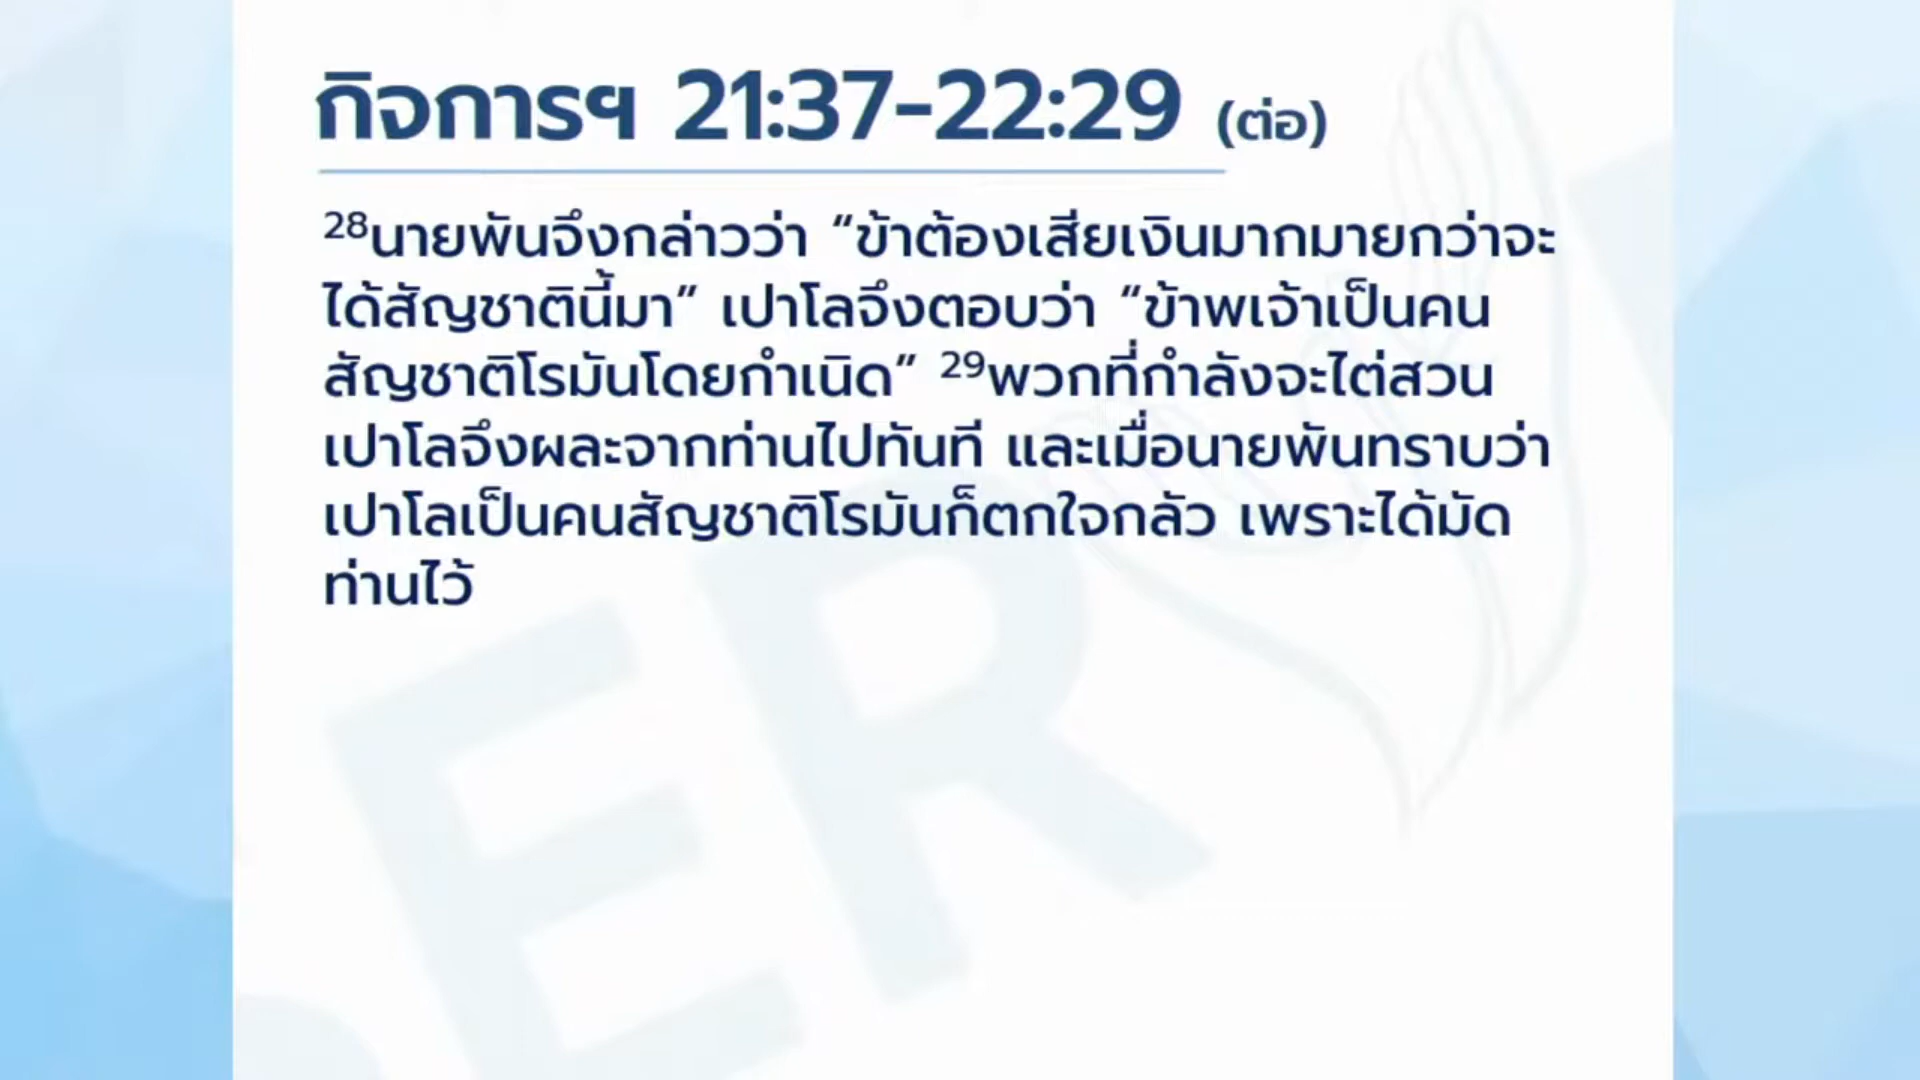 กิจการฯ 21:37-22:29 (ต่อ)
²⁸นายพันจึงกล่าวว่า “ข้าต้องเสียเงินมากมายกว่าจะ
ได้สัญชาตินี้มา” เปาโลจึงตอบว่า “ข้าพเจ้าเป็นคน
สัญชาติโรมันโดยกำเนิด” ²⁹พวกที่กำลังจะไต่สวน
เปาโลจึงผละจากท่านไปทันที และเมื่อนายพันทราบว่า
เปาโลเป็นคนสัญชาติโรมันก็ตกใจกลัว เพราะได้มัด
ท่านไว้
ER